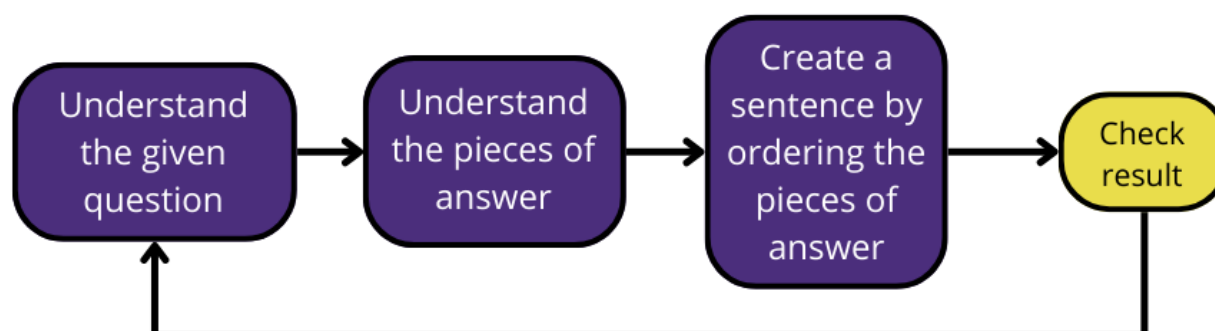 Understand
the given
question
Understand
the pieces of
answer
Create a
sentence by
ordering the
pieces of
answer
Check
result